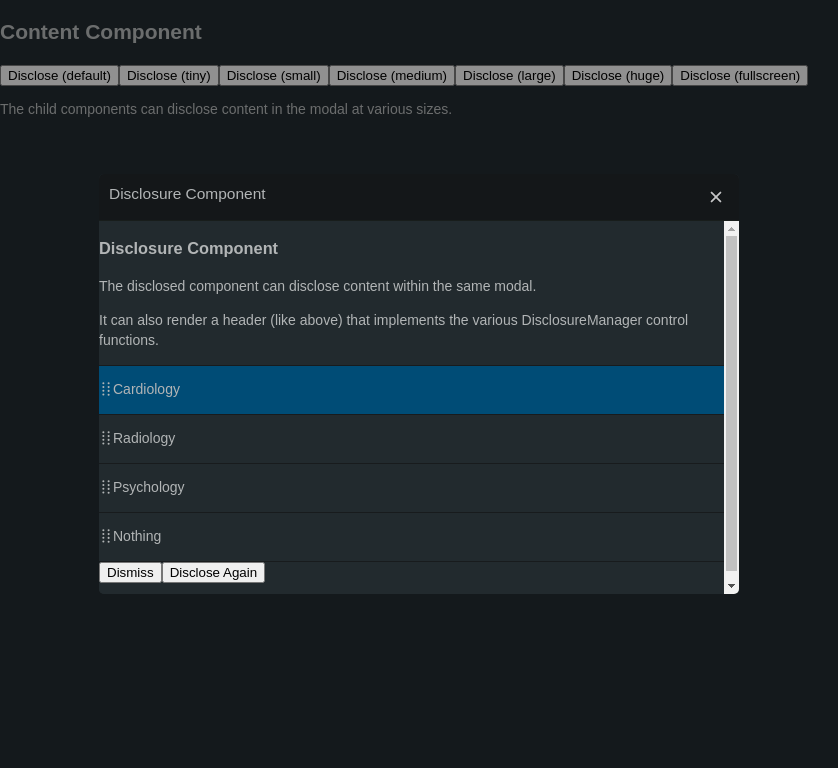 Content Component
Disclose (default) Disclose (tiny) Disclose (small) Disclose (medium) Disclose (large) Disclose (huge) Disclose (fullscreen)
The child components can disclose content in the modal at various sizes.
Disclosure Component
Disclosure Component
The disclosed component can disclose content within the same modal.
It can also render a header (like above) that implements the various DisclosureManager control
functions.
Cardiology
Radiology
Psychology
Nothing
Dismiss Disclose Again